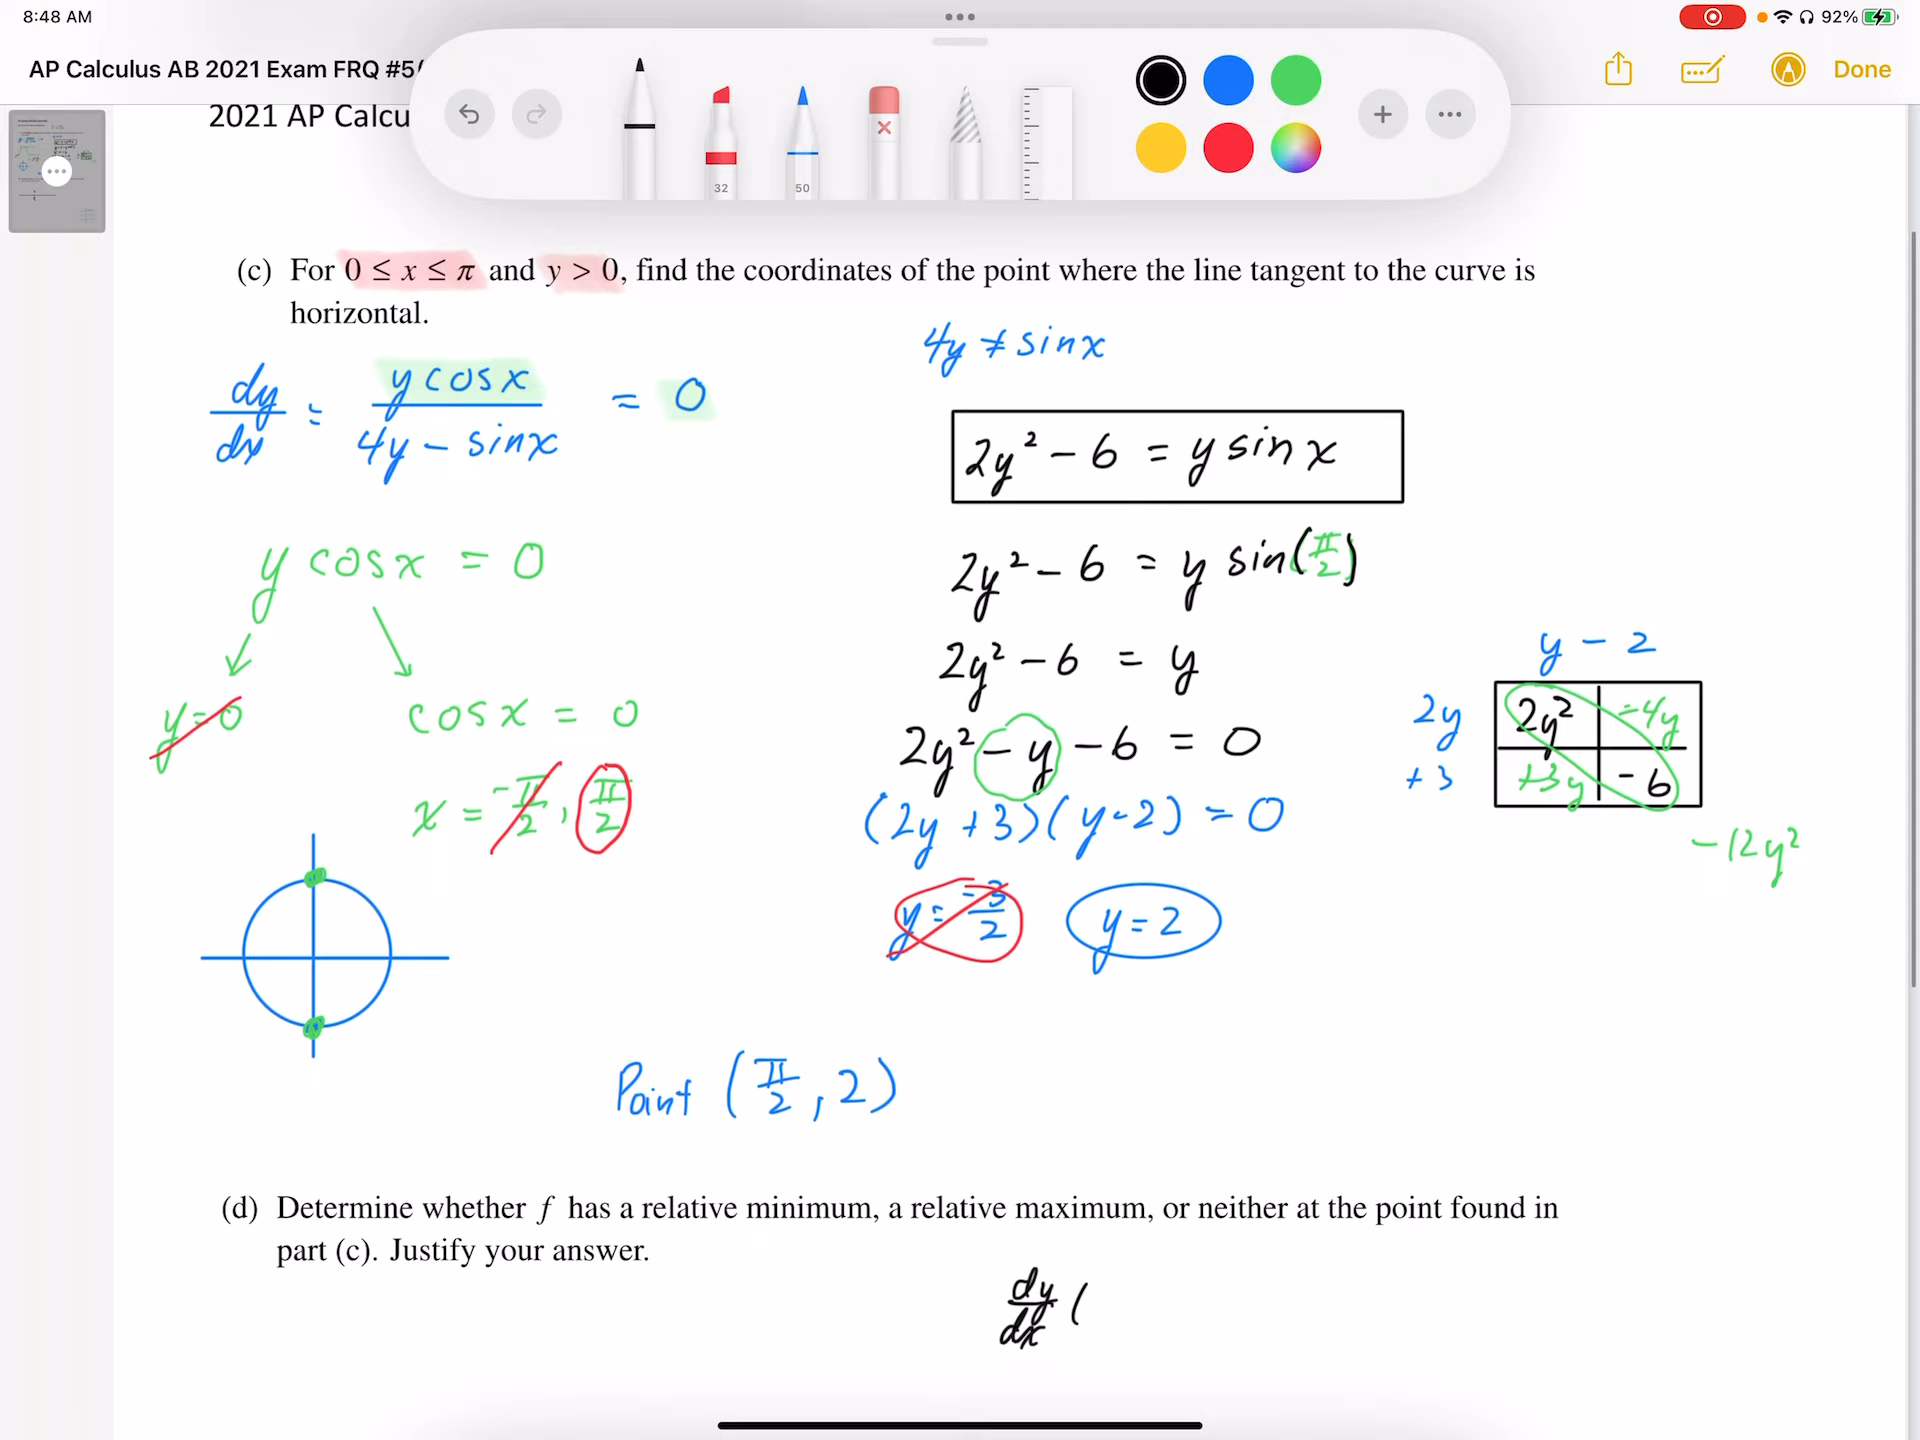 8:48 AM
92%
AP Calculus AB 2021 Exam FRQ #5(
Done
2021 AP Calcu
32
50
(c) For 0 ≤ x ≤ π and y > 0, find the coordinates of the point where the line tangent to the curve is
horizontal.
4y ≠ sinx
dy/dx = y cosx / 4y - sinx = 0
2y² - 6 = y sin x
y cosx = 0
2y² - 6 = y sin(π/2)
2y² - 6 = y
y = 0
cosx = 0
2y² - y - 6 = 0
x = -π/2, π/2
(2y + 3)(y - 2) = 0
y = -3/2
y = 2
y - 2
2y
2y²
-4y
+3
+3y
-6
-12y²
Point (π/2, 2)
(d) Determine whether f has a relative minimum, a relative maximum, or neither at the point found in
part (c). Justify your answer.
dy/dx (